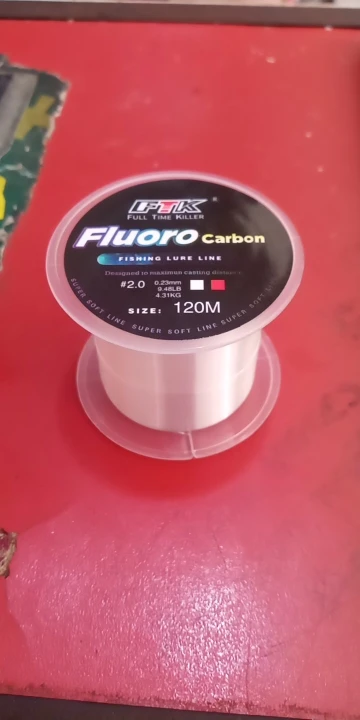 FTK ®
FULL TIME KILLER
Fluoro Carbon
FISHING LURE LINE
Designed to maximum casting distance
#2.0
0.23mm
9.48LB
4.31KG
SIZE: 120M
SUPER SOFT LINE SUPER SOFT LINE SUPER SOFT LINE